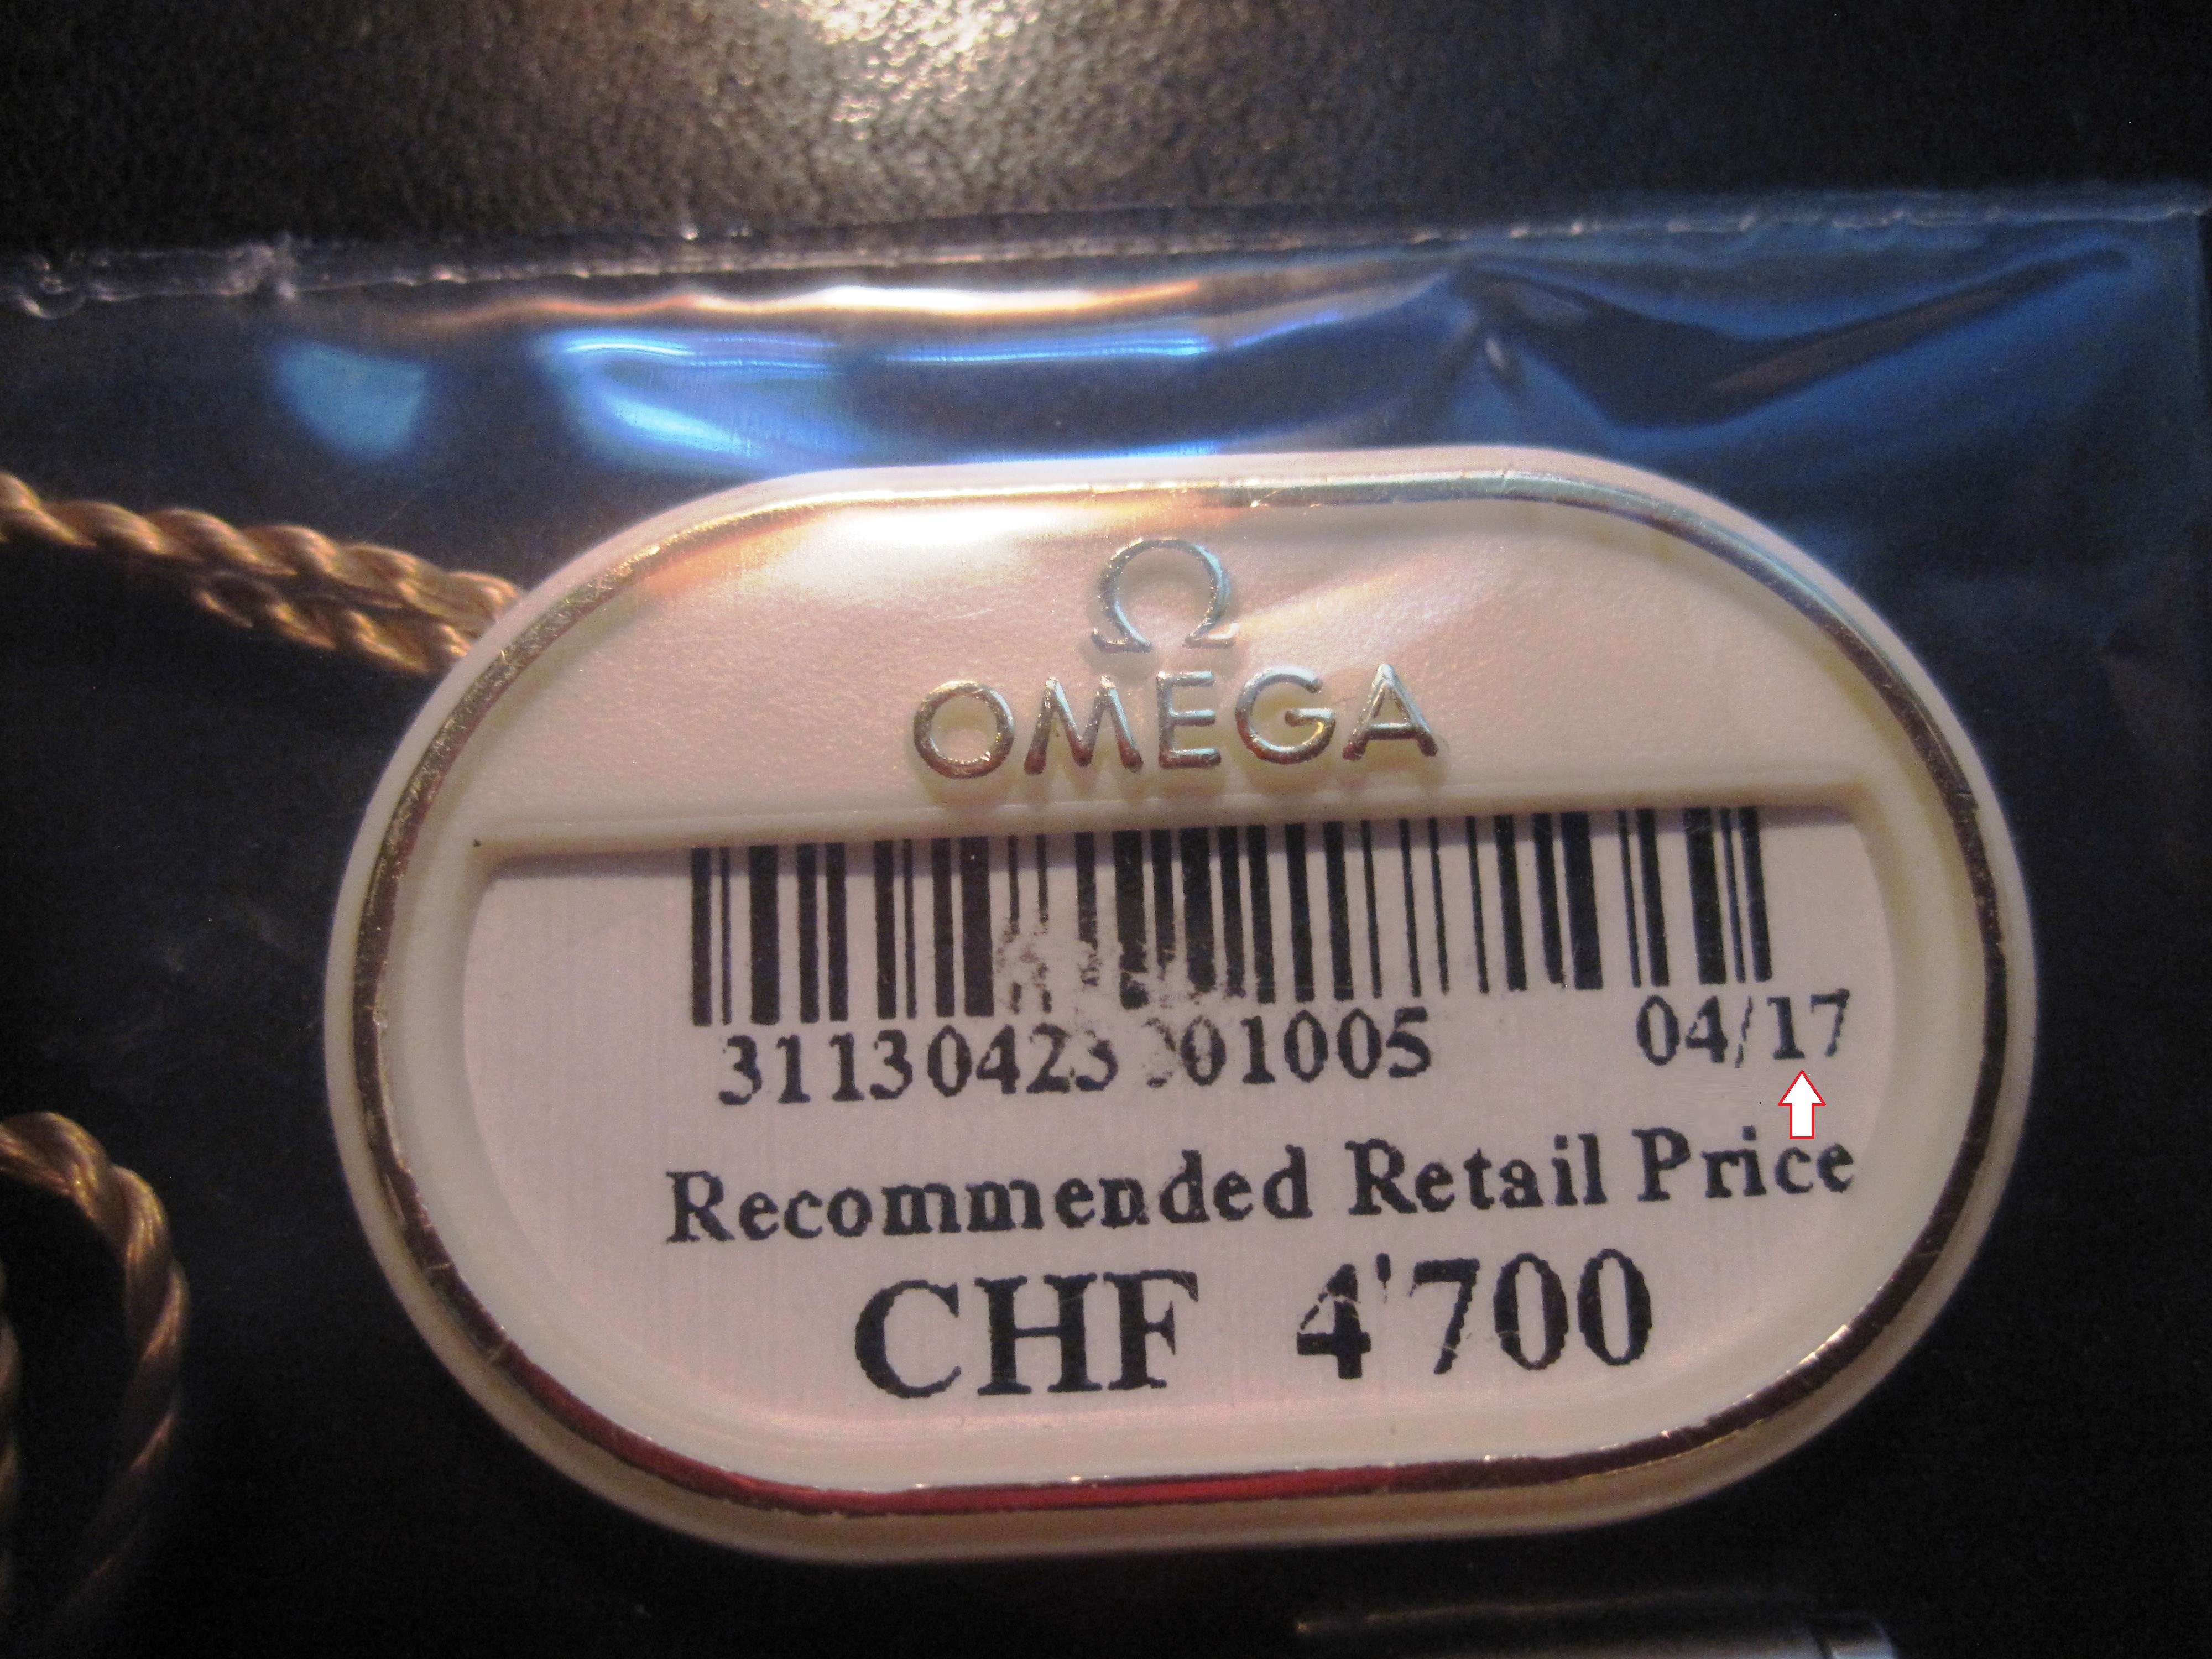 Ω
OMEGA
04/17
Recommended Retail Price
CHF 4'700